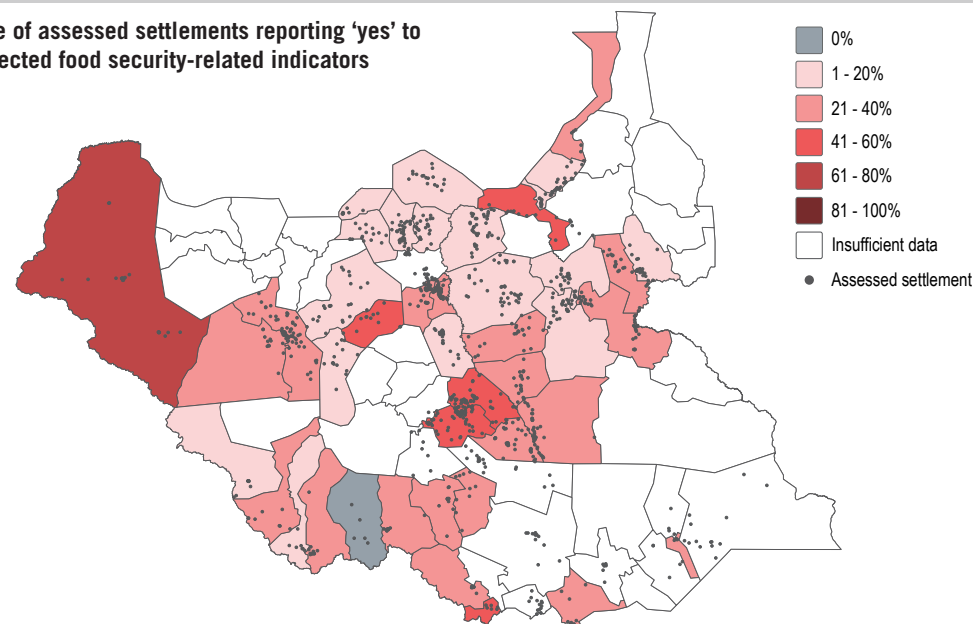 of assessed settlements reporting ‘yes’ to
food security-related indicators
0%
1 - 20%
21 - 40%
41 - 60%
61 - 80%
81 - 100%
Insufficient data
Assessed settlement